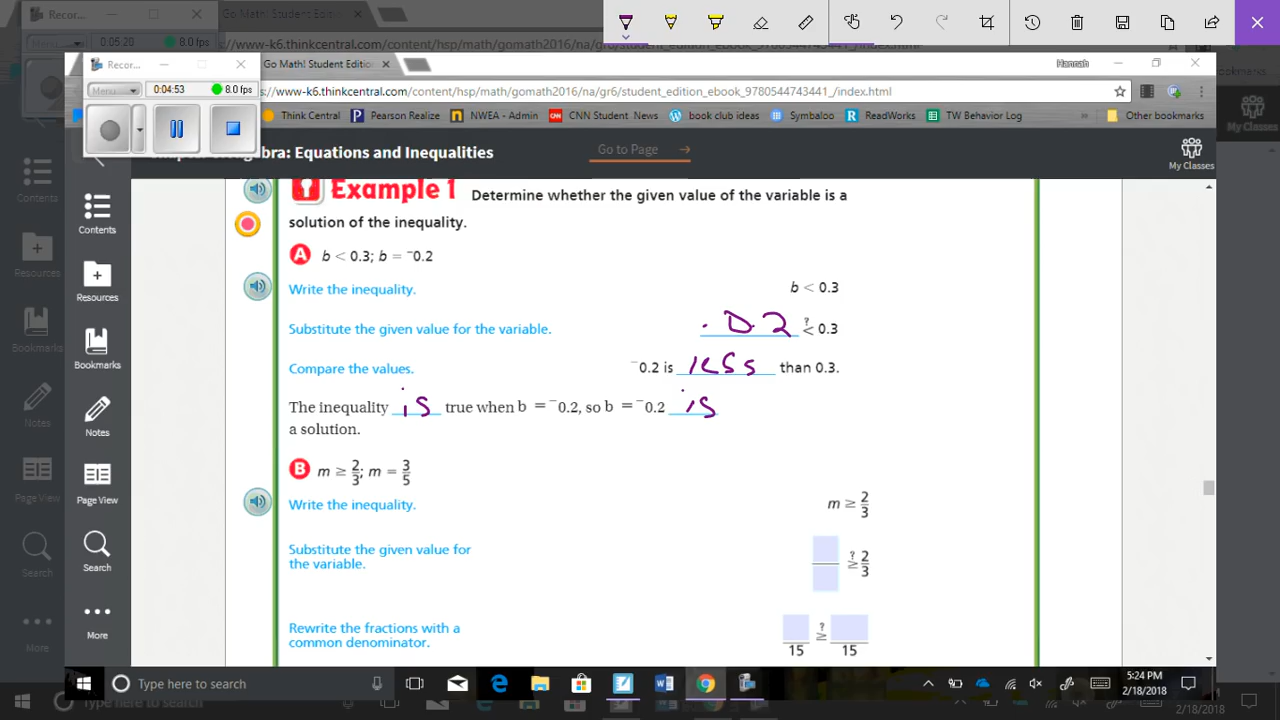 Recor...
Go Math! Student Edition
0:05:20
8.0 fps
Recor...
Go Math! Student Editio
Hannah
Menu
0:04:53
8.0 fps
://www-k6.thinkcentral.com/content/hsp/math/gomath2016/na/gr6/student_edition_ebook_9780544743441_/index.html
Think Central
Pearson Realize
NWEA - Admin
CNN Student News
book club ideas
Symbaloo
ReadWorks
TW Behavior Log
Other bookmarks
Algebra: Equations and Inequalities
Go to Page
My Classes
Contents
Resources
Bookmarks
Notes
Page View
Search
More
Example 1 Determine whether the given value of the variable is a
solution of the inequality.
A b < 0.3; b = ⁻0.2
Write the inequality. b < 0.3
Substitute the given value for the variable. ·0.2 ?< 0.3
Compare the values. ⁻0.2 is less than 0.3.
The inequality is true when b = ⁻0.2, so b = ⁻0.2 is
a solution.
B m ≥ 2/3; m = 3/5
Write the inequality. m ≥ 2/3
Substitute the given value for
the variable. ?≥ 2/3
Rewrite the fractions with a
common denominator. /15 ?≥ /15
Type here to search
5:24 PM
2/18/2018
2/18/2018